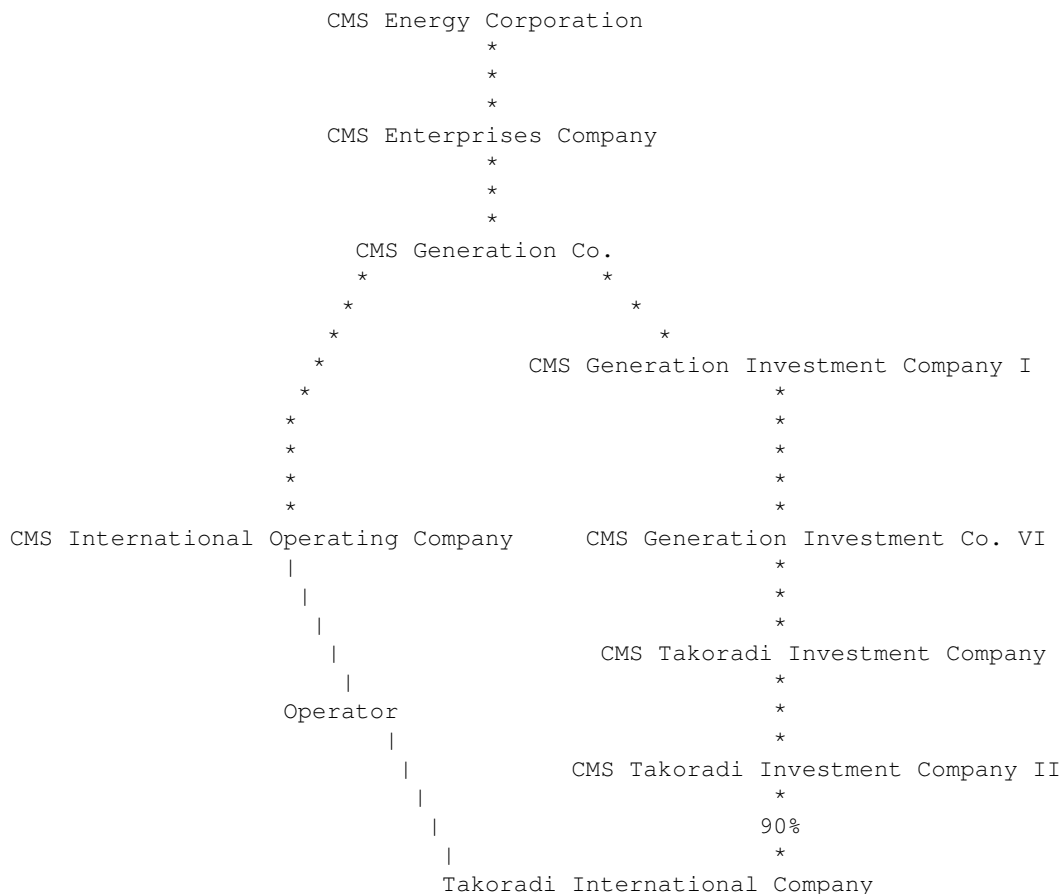 CMS Energy Corporation
*
*
*
CMS Enterprises Company
*
*
*
CMS Generation Co.
* *
* *
* *
* CMS Generation Investment Company I
* *
* *
* *
* *
* *
CMS International Operating Company CMS Generation Investment Co. VI
| *
| *
| *
| CMS Takoradi Investment Company
| *
Operator *
| *
| CMS Takoradi Investment Company II
| *
| 90%
| *
Takoradi International Company